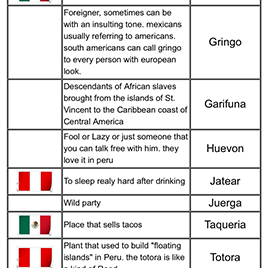 Foreigner, sometimes can be
with an insulting tone. mexicans
usually referring to americans.
south americans can call gringo
to every person with european
look.
Gringo
Descendants of African slaves
brought from the islands of St.
Vincent to the Caribbean coast of
Central America
Garifuna
Fool or Lazy or just someone that
you can talk free with him. they
love it in peru
Huevon
To sleep realy hard after drinking
Jatear
Wild party
Juerga
Place that sells tacos
Taqueria
Plant that used to build "floating
islands" in Peru. the totora is like
a kind of Reed
Totora